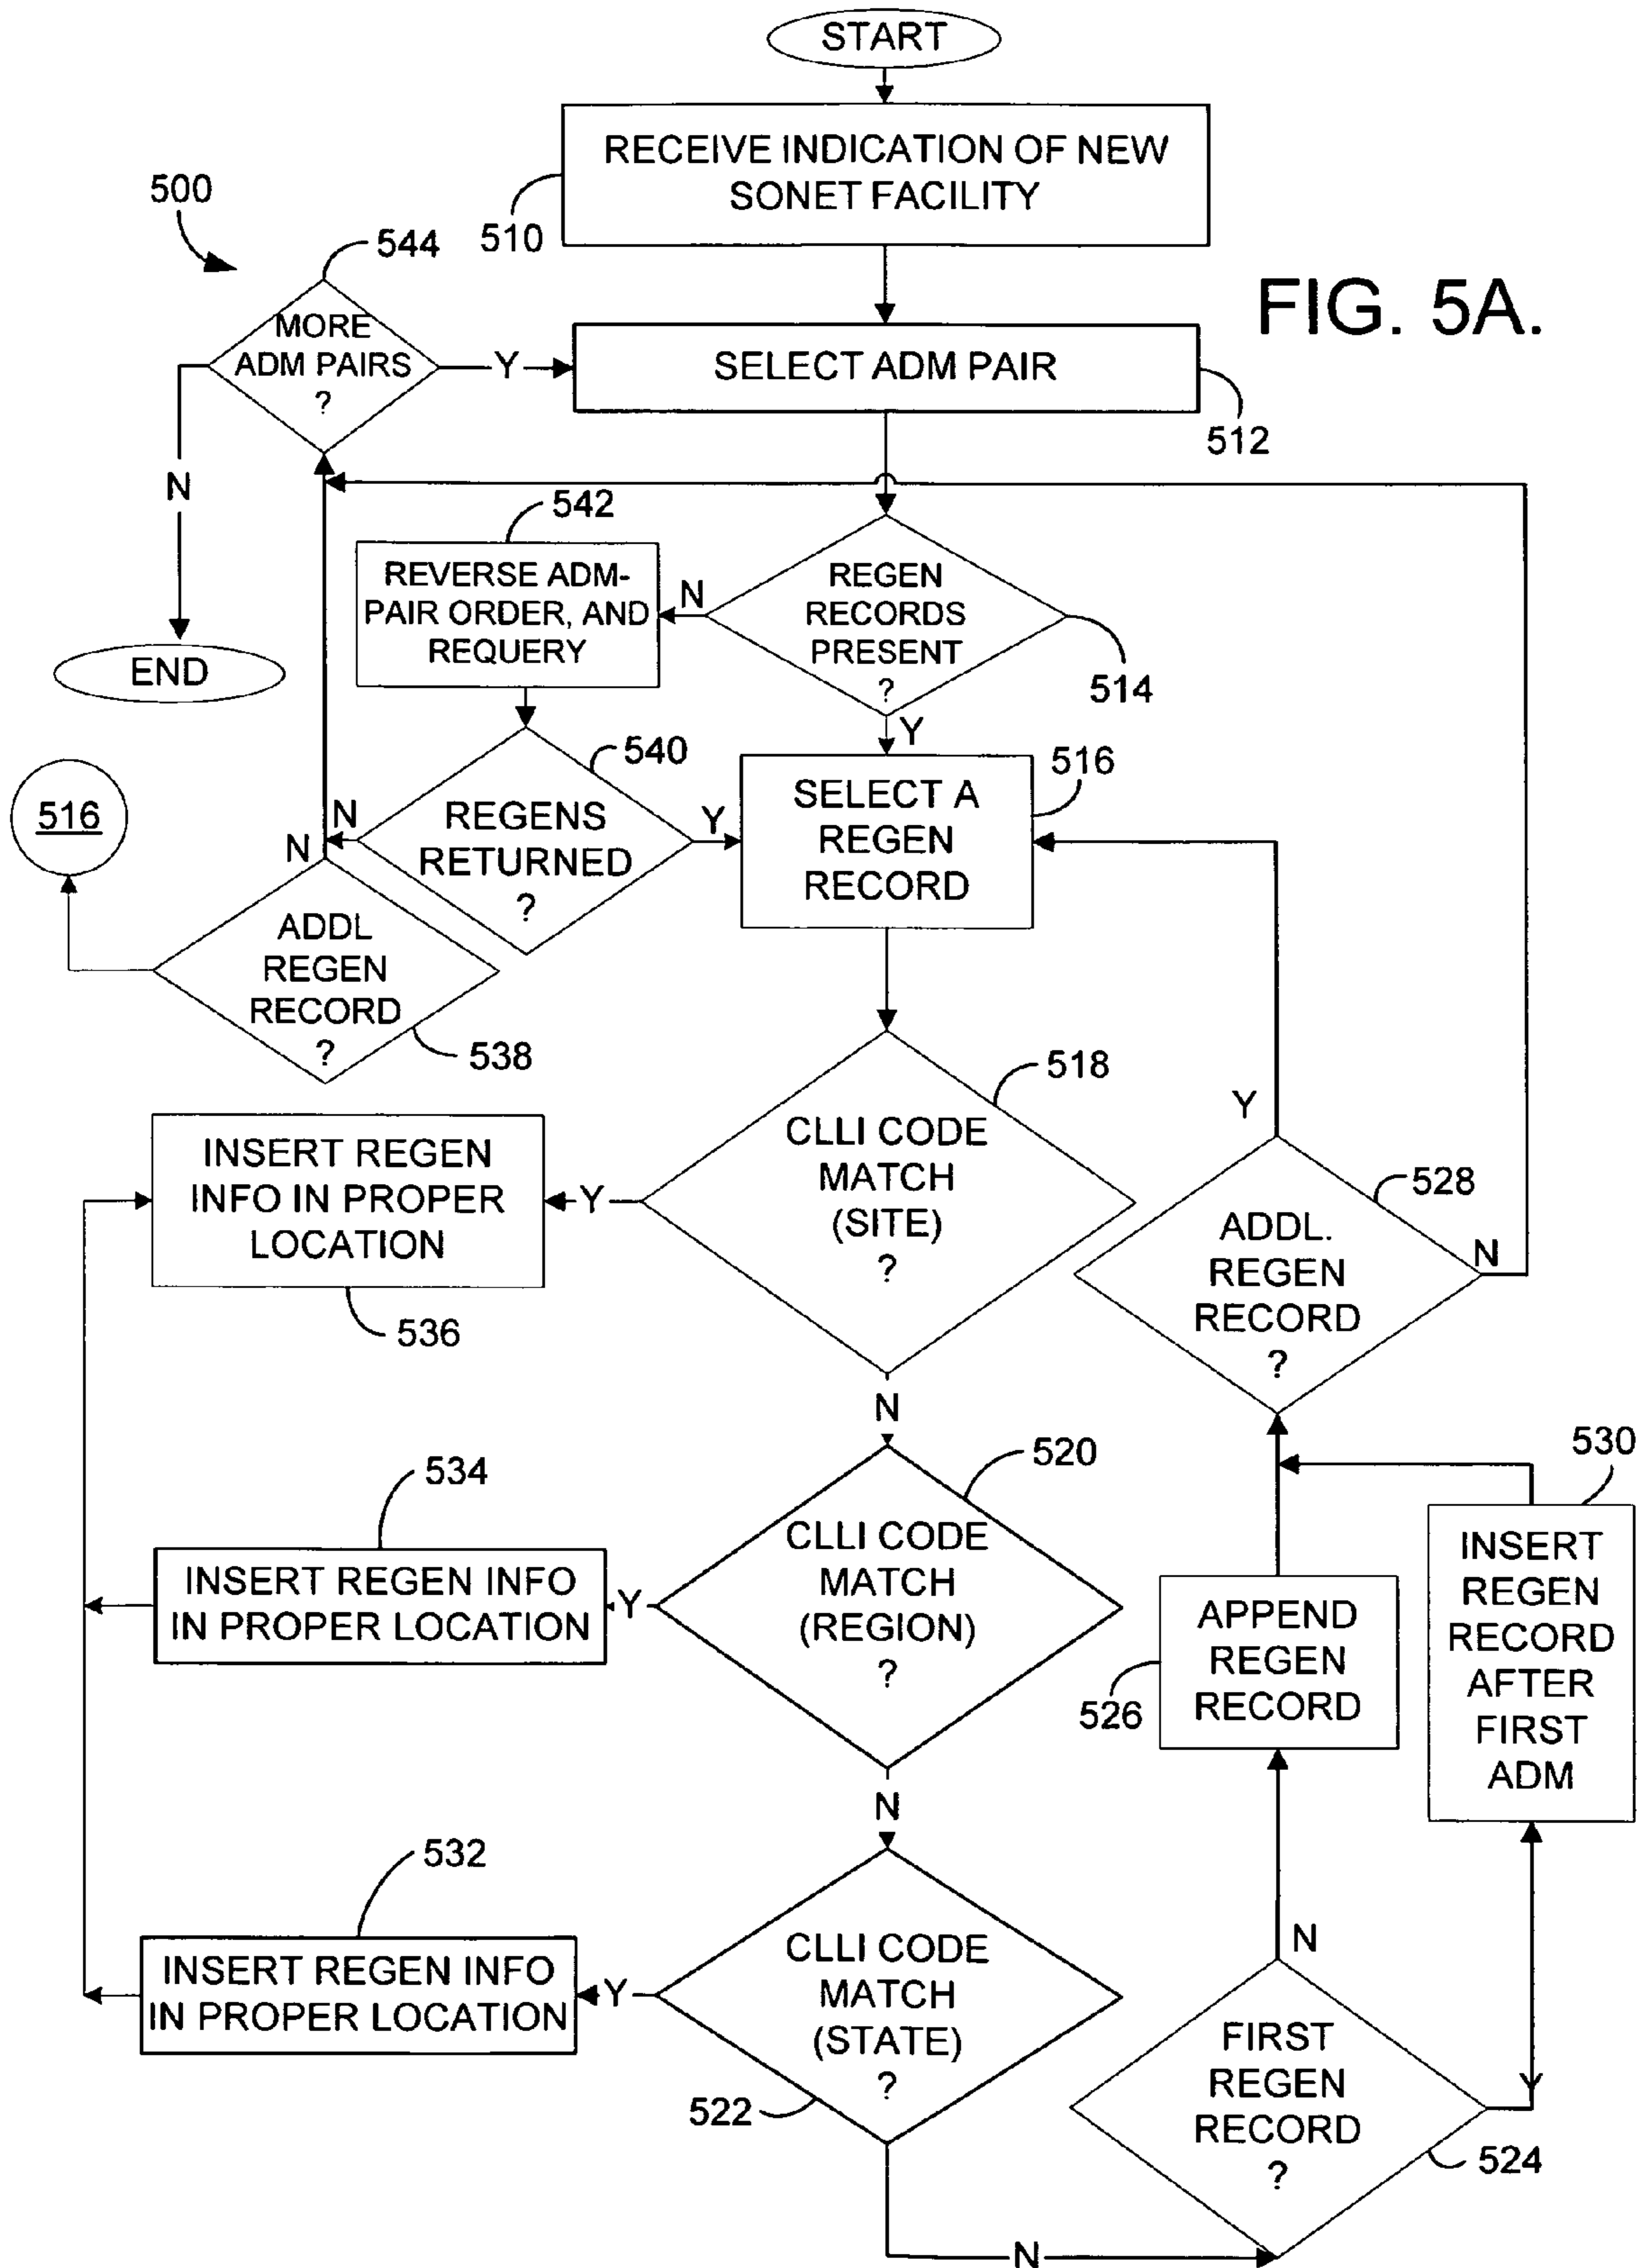 START
RECEIVE INDICATION OF NEW
SONET FACILITY
510
500
544
FIG. 5A.
MORE
ADM PAIRS
?
Y
SELECT ADM PAIR
512
N
542
REVERSE ADM-
PAIR ORDER, AND
REQUERY
N
REGEN
RECORDS
PRESENT
?
514
END
Y
540
516
516
N
REGENS
RETURNED
?
Y
SELECT A
REGEN
RECORD
N
ADDL
REGEN
RECORD
?
538
518
CLLI CODE
MATCH
(SITE)
?
Y
INSERT REGEN
INFO IN PROPER
LOCATION
536
Y
528
ADDL.
REGEN
RECORD
?
N
N
520
534
CLLI CODE
MATCH
(REGION)
?
Y
INSERT REGEN INFO
IN PROPER LOCATION
530
INSERT
REGEN
RECORD
AFTER
FIRST
ADM
APPEND
REGEN
RECORD
526
N
532
CLLI CODE
MATCH
(STATE)
?
Y
INSERT REGEN INFO
IN PROPER LOCATION
522
N
FIRST
REGEN
RECORD
?
Y
524
N